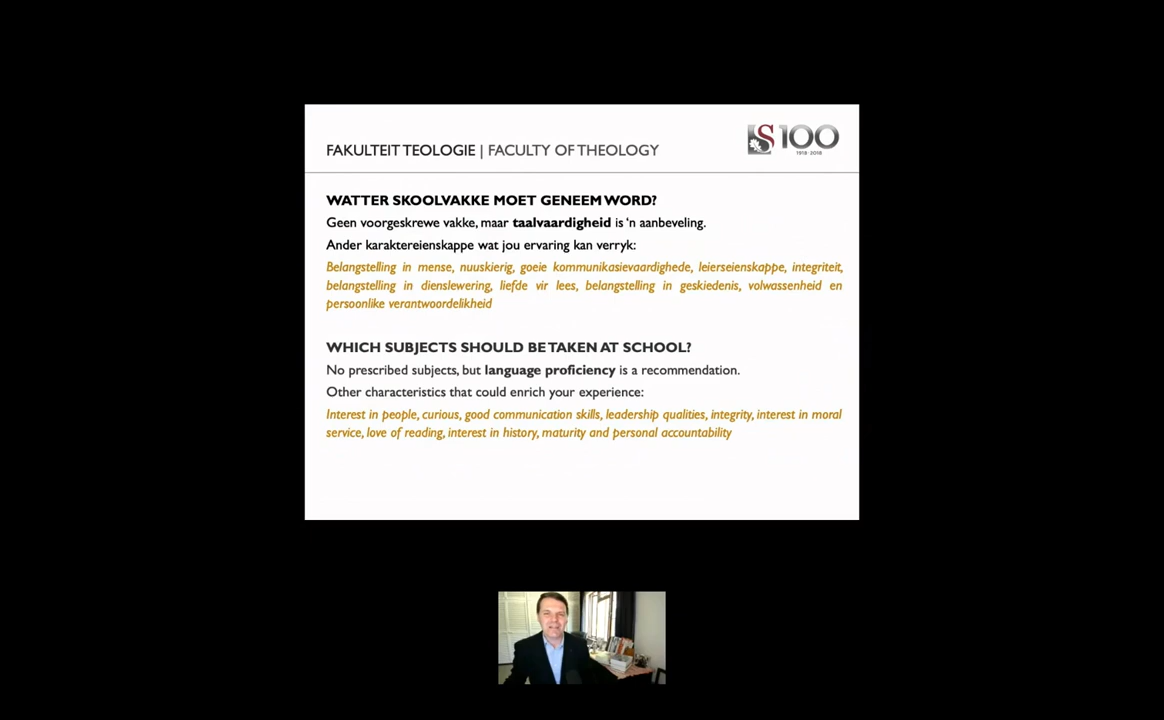 FAKULTEIT TEOLOGIE | FACULTY OF THEOLOGY
S 100
1918·2018
WATTER SKOOLVAKKE MOET GENEEM WORD?
Geen voorgeskrewe vakke, maar taalvaardigheid is 'n aanbeveling.
Ander karaktereienskappe wat jou ervaring kan verryk:
Belangstelling in mense, nuuskierig, goeie kommunikasievaardighede, leierseienskappe, integriteit,
belangstelling in dienslewering, liefde vir lees, belangstelling in geskiedenis, volwassenheid en
persoonlike verantwoordelikheid
WHICH SUBJECTS SHOULD BE TAKEN AT SCHOOL?
No prescribed subjects, but language proficiency is a recommendation.
Other characteristics that could enrich your experience:
Interest in people, curious, good communication skills, leadership qualities, integrity, interest in moral
service, love of reading, interest in history, maturity and personal accountability